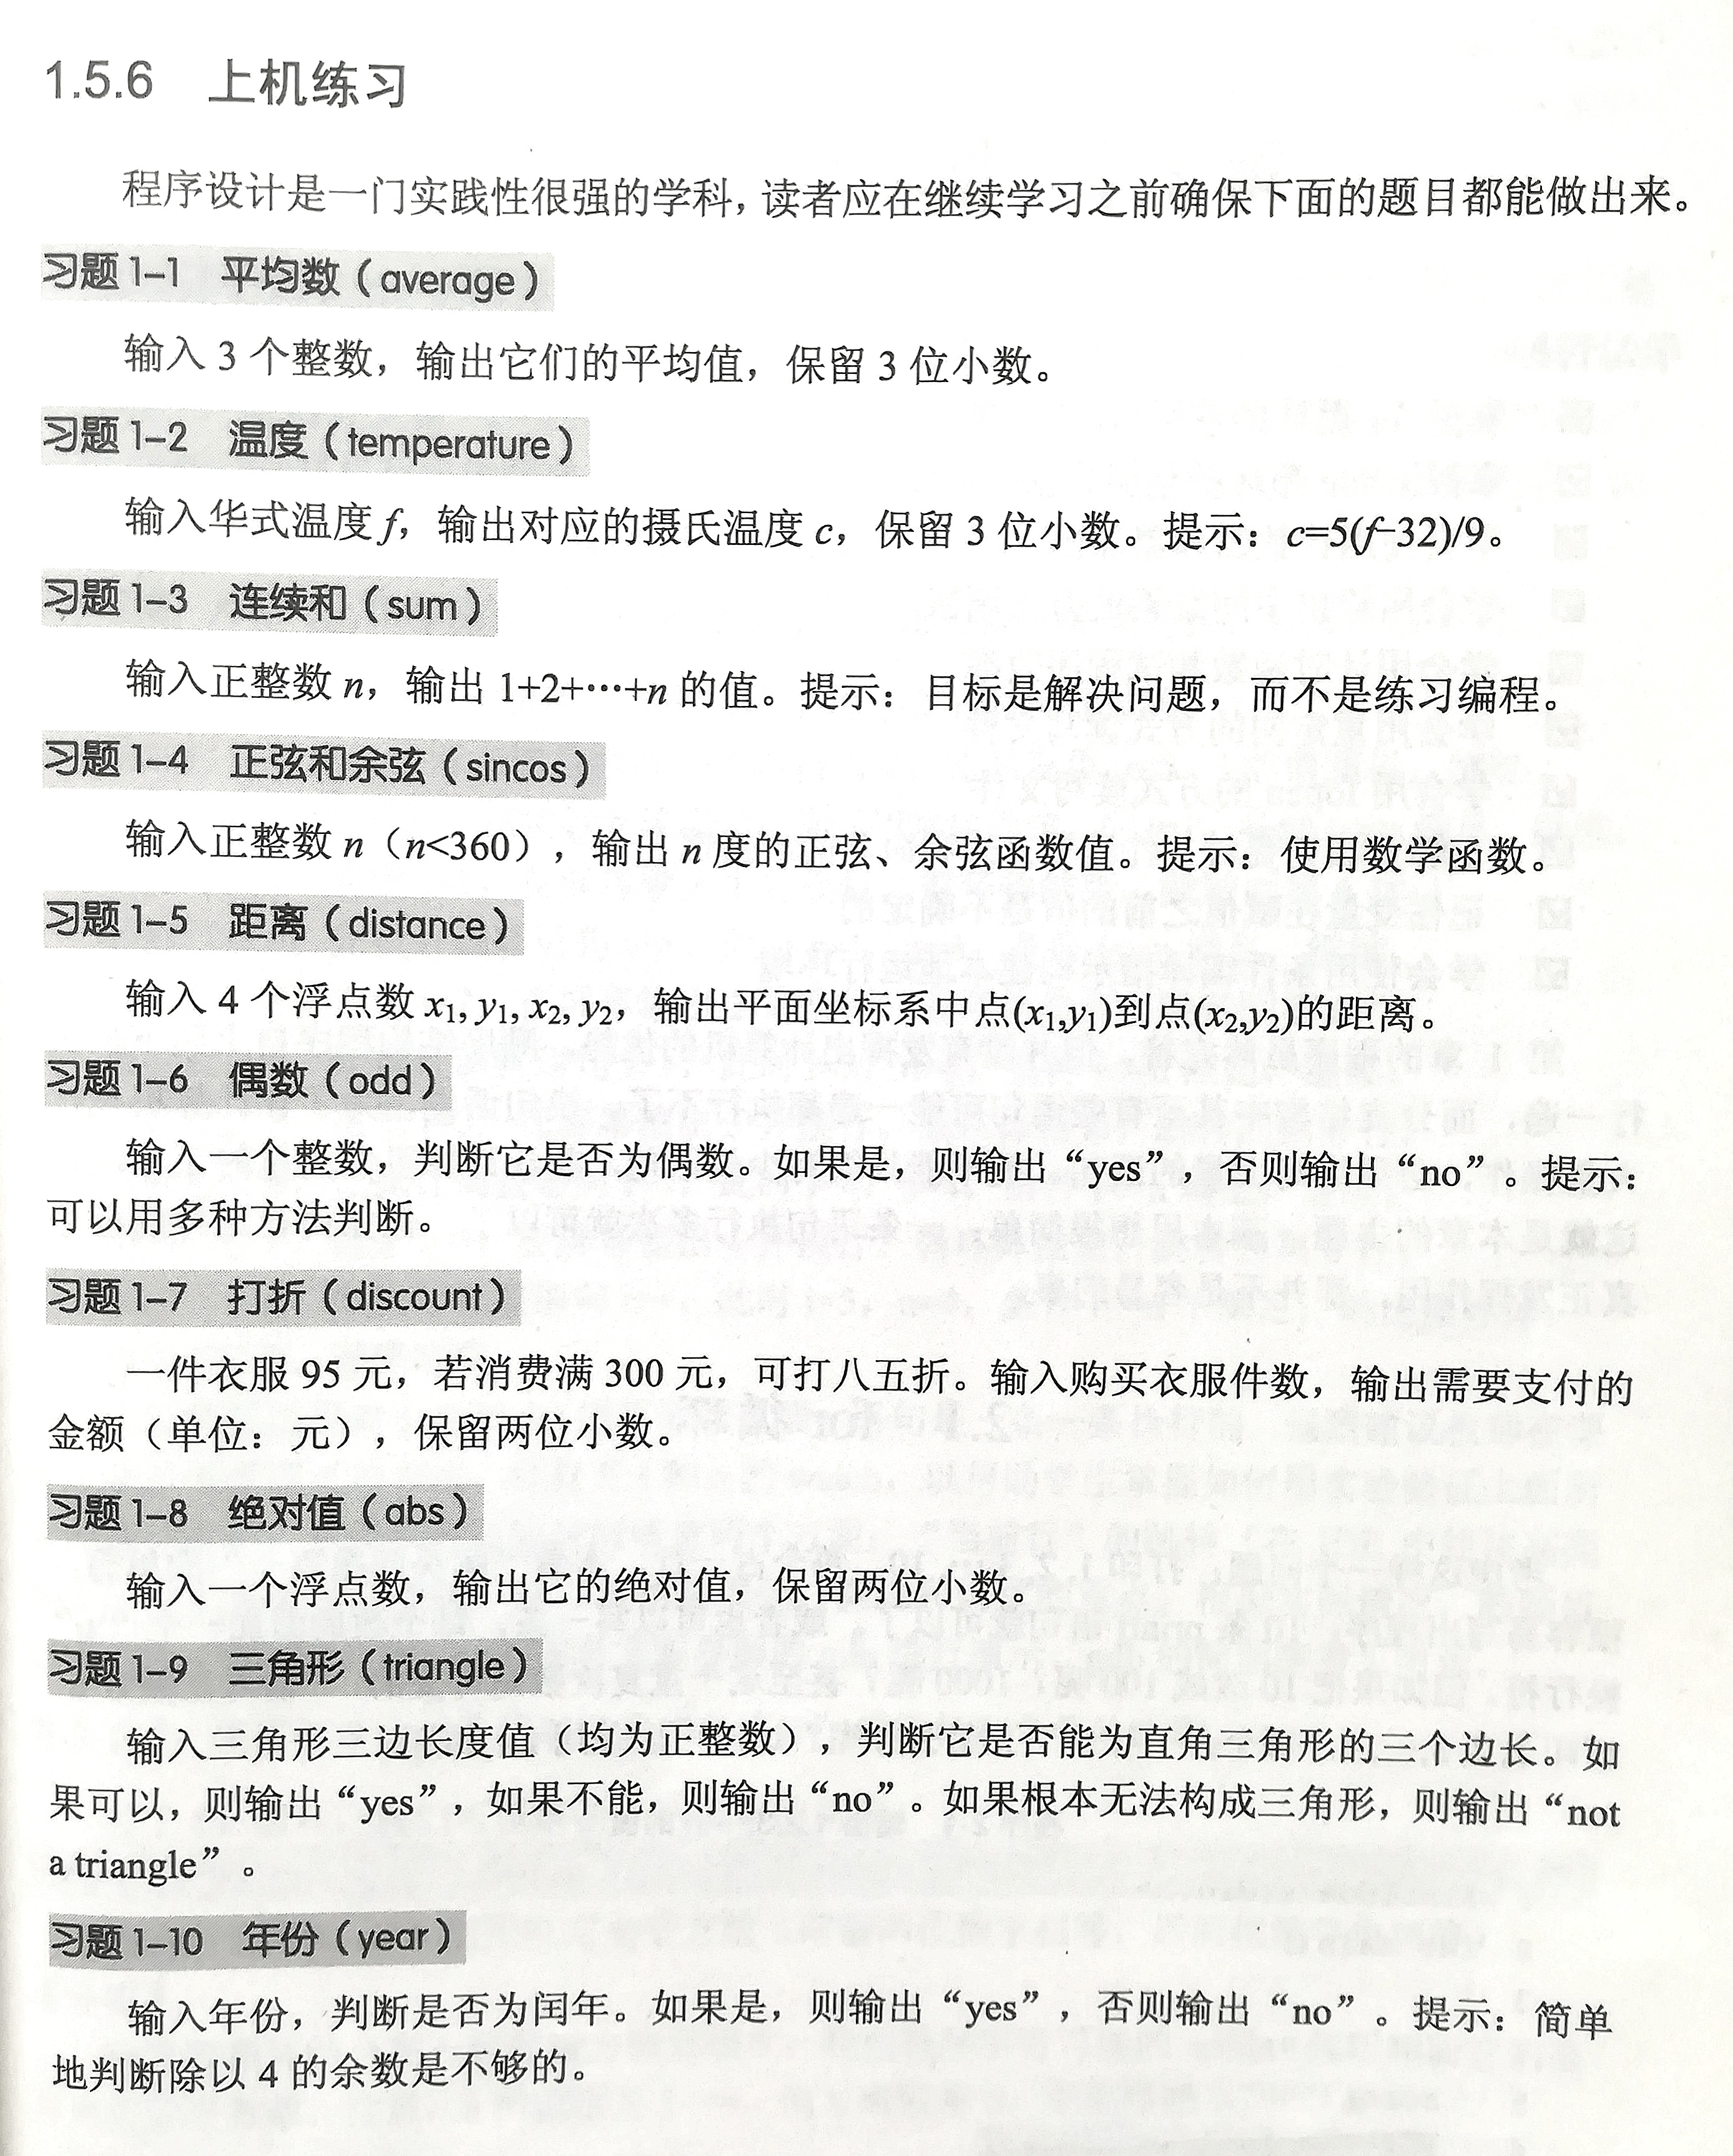 1.5.6 上机练习
程序设计是一门实践性很强的学科，读者应在继续学习之前确保下面的题目都能做出来。
习题1–1 平均数（average）
输入 3 个整数，输出它们的平均值，保留 3 位小数。
习题1–2 温度（temperature）
输入华式温度 f，输出对应的摄氏温度 c，保留 3 位小数。提示：c=5(f-32)/9。
习题1–3 连续和（sum）
输入正整数 n，输出 1+2+…+n 的值。提示：目标是解决问题，而不是练习编程。
习题1–4 正弦和余弦（sincos）
输入正整数 n（n<360），输出 n 度的正弦、余弦函数值。提示：使用数学函数。
习题1–5 距离（distance）
输入 4 个浮点数 x1, y1, x2, y2，输出平面坐标系中点(x1,y1)到点(x2,y2)的距离。
习题1–6 偶数（odd）
输入一个整数，判断它是否为偶数。如果是，则输出“yes”，否则输出“no”。提示：
可以用多种方法判断。
习题1–7 打折（discount）
一件衣服 95 元，若消费满 300 元，可打八五折。输入购买衣服件数，输出需要支付的
金额（单位：元），保留两位小数。
习题1–8 绝对值（abs）
输入一个浮点数，输出它的绝对值，保留两位小数。
习题1–9 三角形（triangle）
输入三角形三边长度值（均为正整数），判断它是否能为直角三角形的三个边长。如
果可以，则输出“yes”，如果不能，则输出“no”。如果根本无法构成三角形，则输出“not
a triangle”。
习题1–10 年份（year）
输入年份，判断是否为闰年。如果是，则输出“yes”，否则输出“no”。提示：简单
地判断除以 4 的余数是不够的。